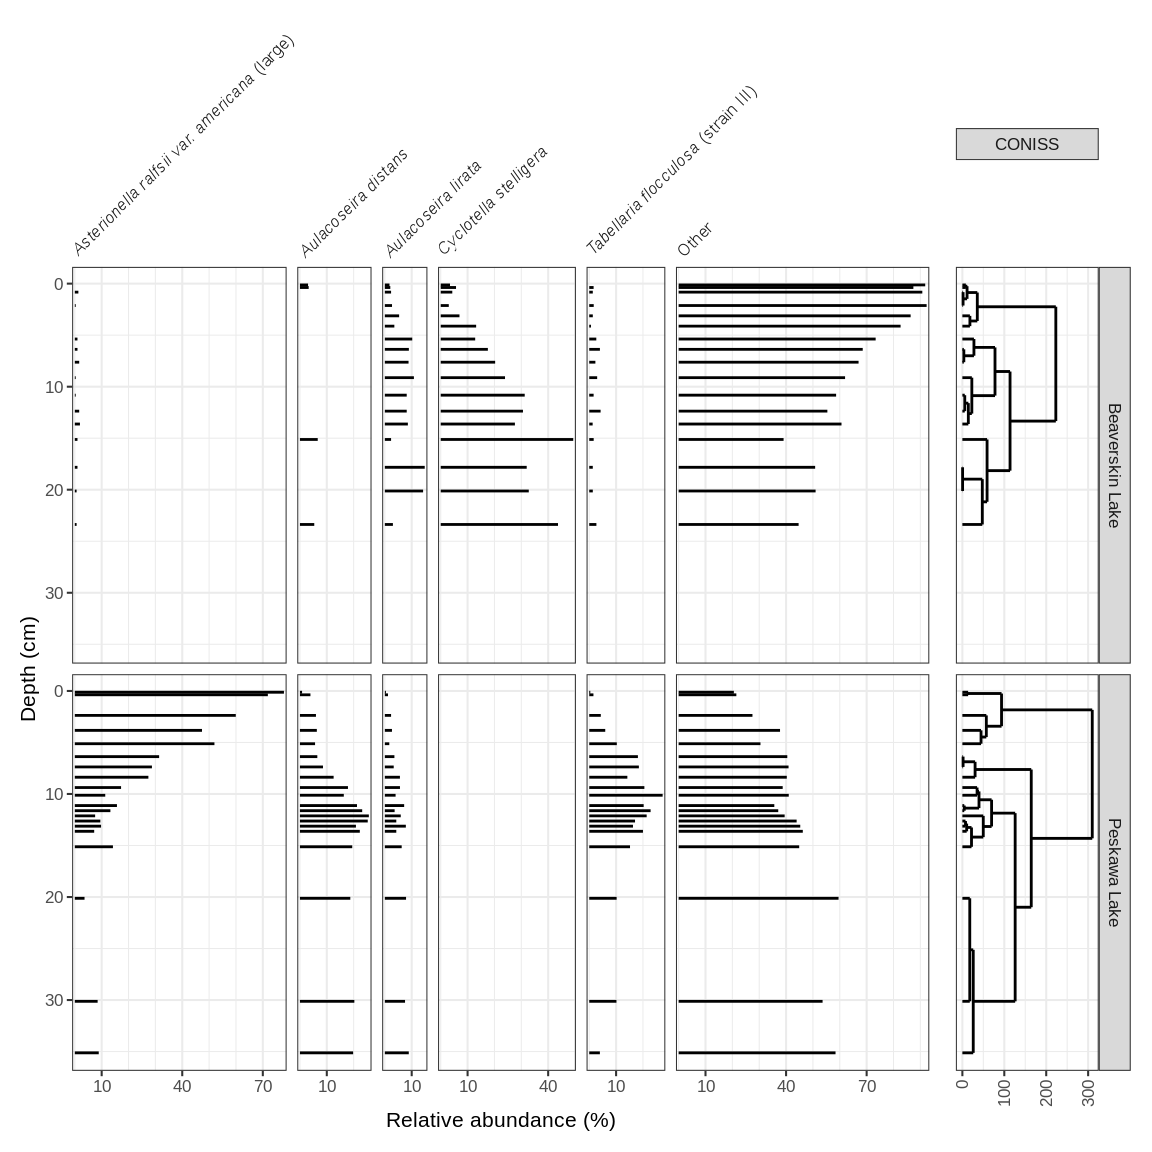 Asterionella ralfsii var. americana (large)
Aulacoseira distans
Aulacoseira lirata
Cyclotella stelligera
Tabellaria flocculosa (strain III)
Other
CONISS
0
10
20
30
Beaverskin Lake
0
10
20
30
Peskawa Lake
Depth (cm)
10 40 70
10
10
10 40
10
10 40 70
0 100 200 300
Relative abundance (%)